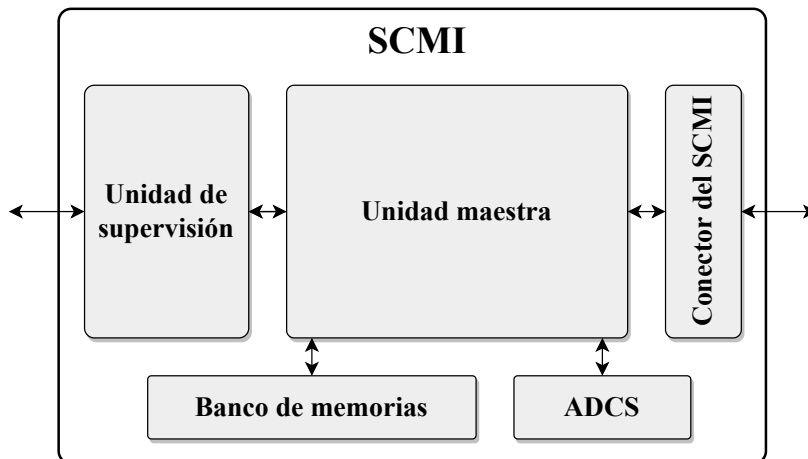 SCMI
Unidad de
supervisión
Unidad maestra
Conector del SCMI
Banco de memorias
ADCS